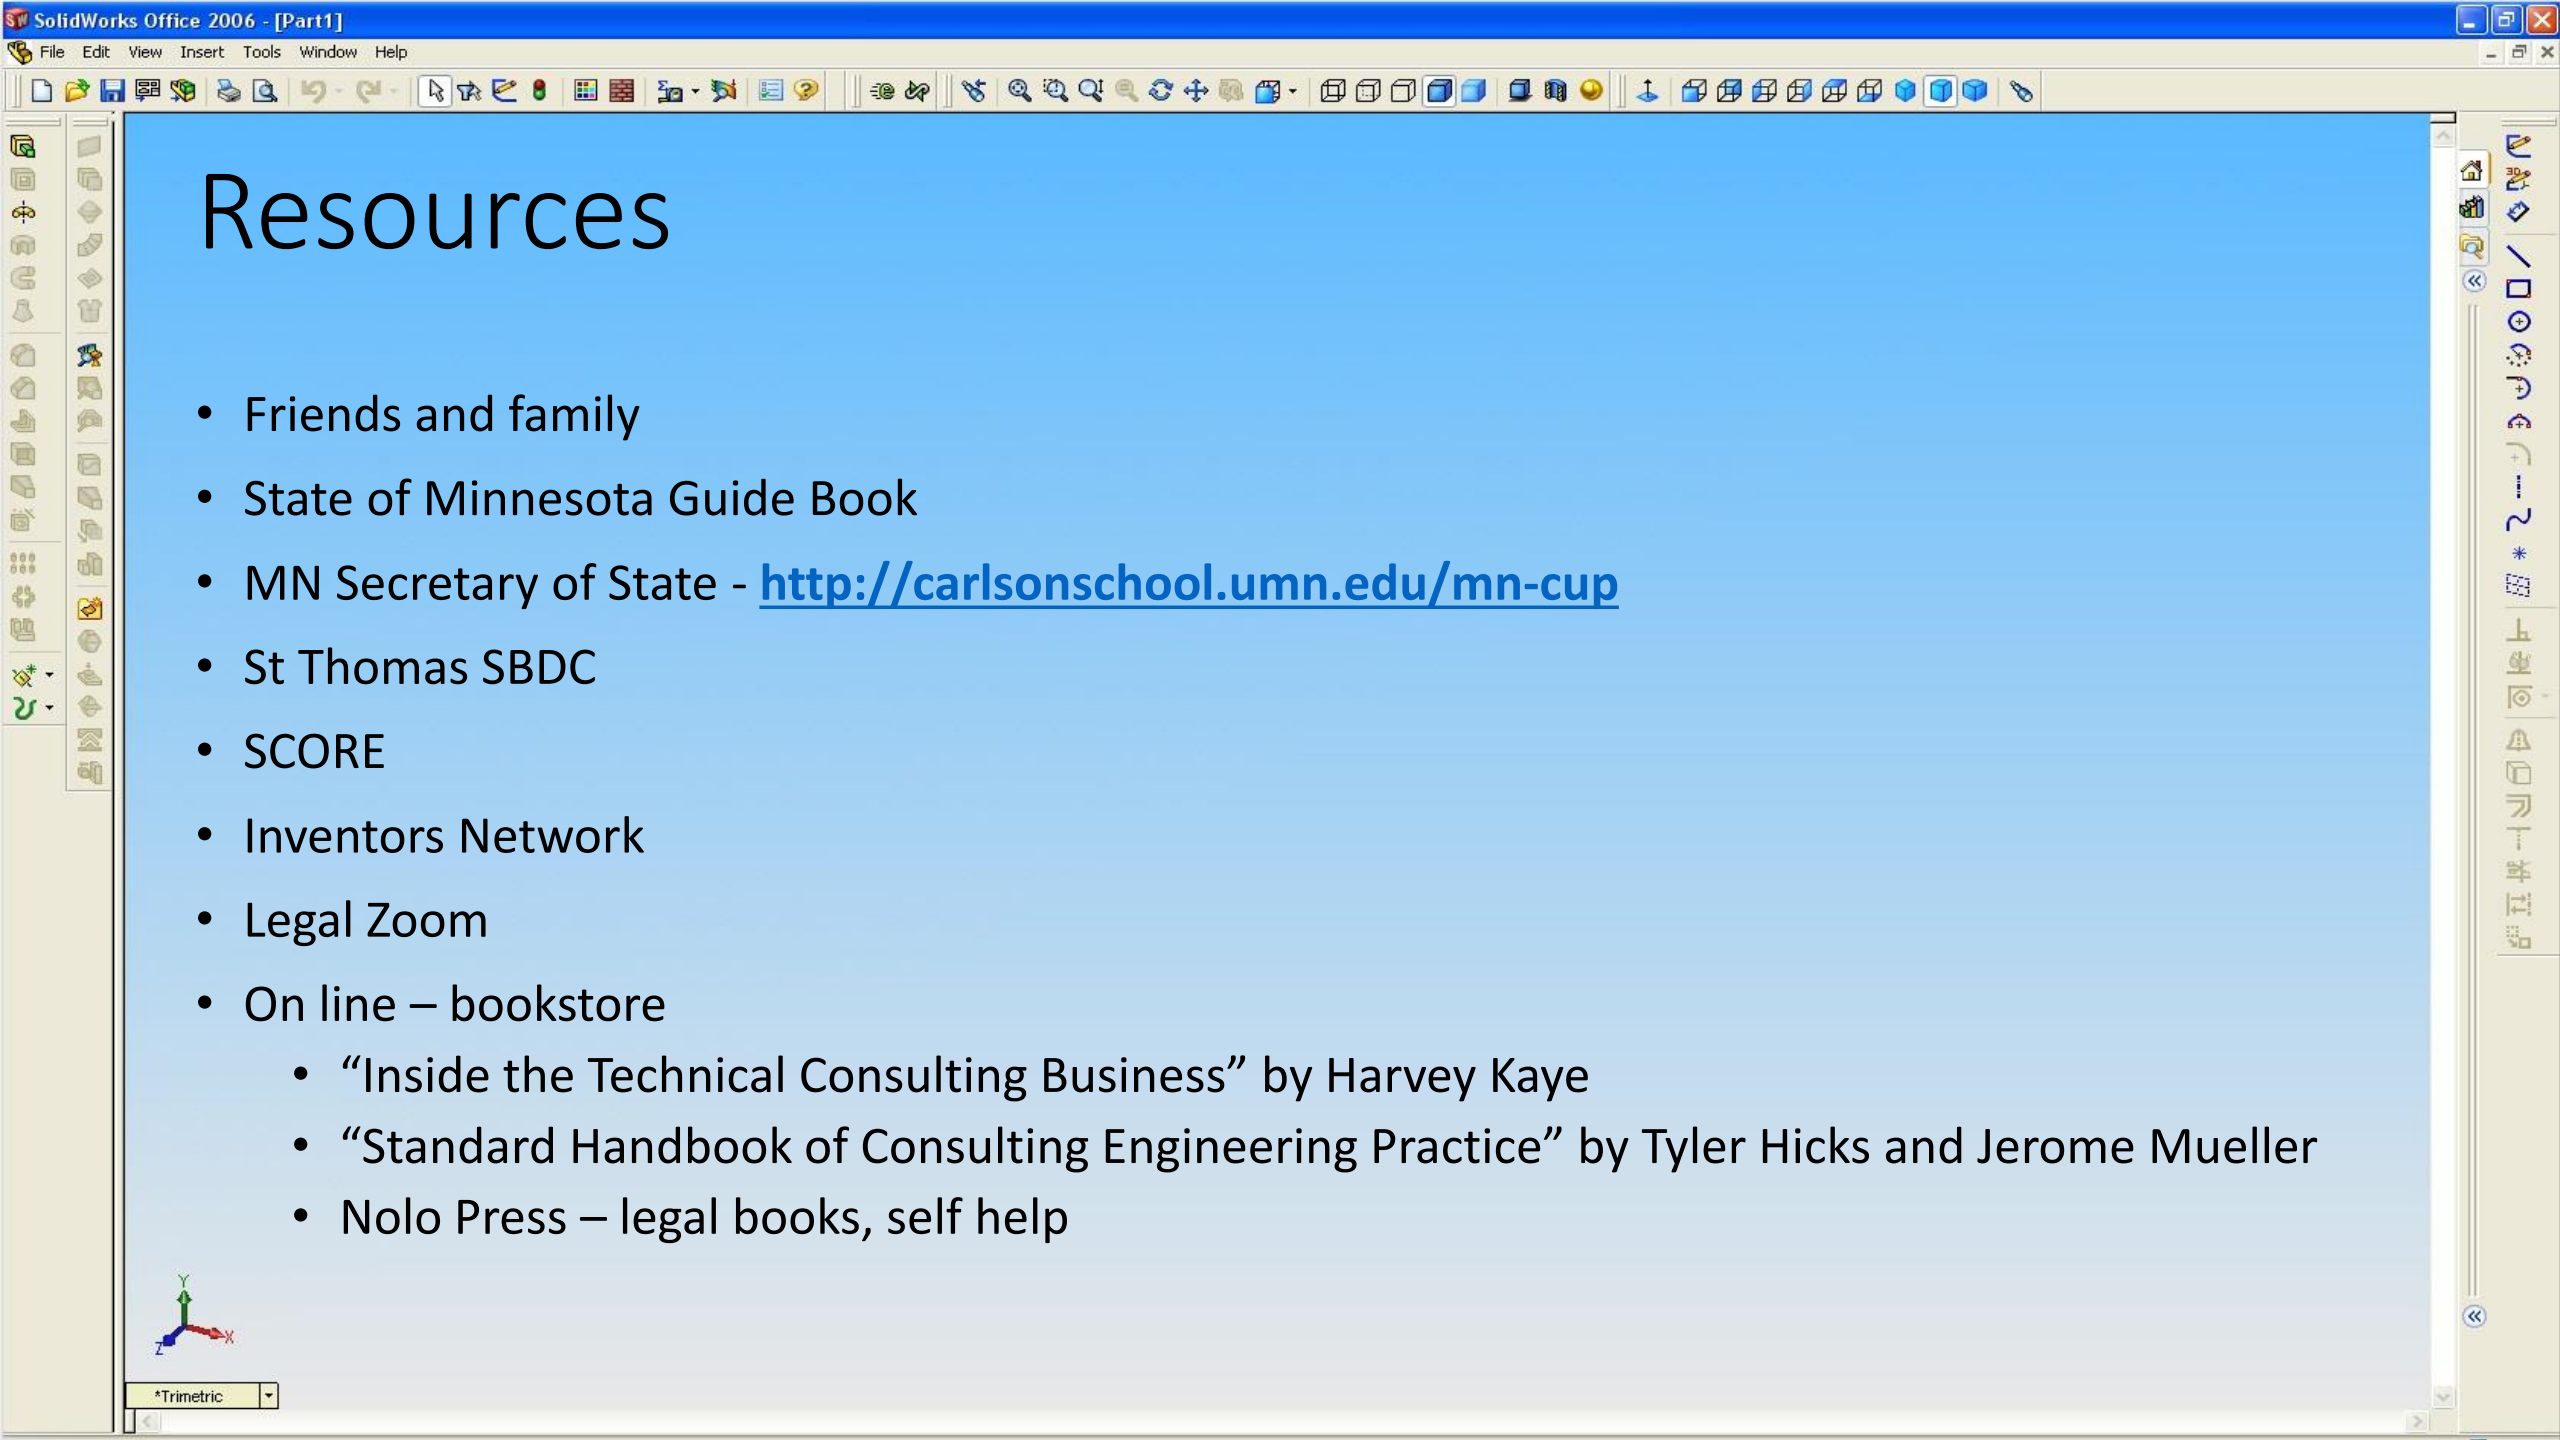 SolidWorks Office 2006 - [Part1]
File Edit View Insert Tools Window Help
3D
Resources
• Friends and family
• State of Minnesota Guide Book
• MN Secretary of State - http://carlsonschool.umn.edu/mn-cup
• St Thomas SBDC
• SCORE
• Inventors Network
• Legal Zoom
• On line – bookstore
• “Inside the Technical Consulting Business” by Harvey Kaye
• “Standard Handbook of Consulting Engineering Practice” by Tyler Hicks and Jerome Mueller
• Nolo Press – legal books, self help
Y
X
Z
*Trimetric